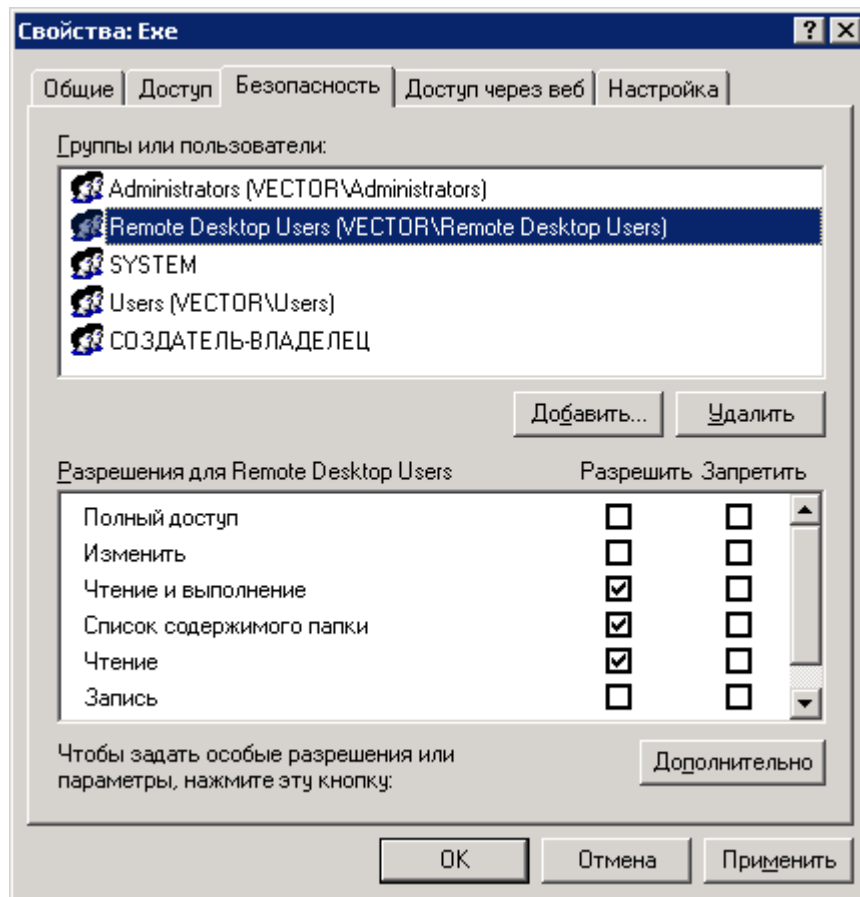 Свойства: Exe
Общие Доступ Безопасность Доступ через веб Настройка
Группы или пользователи:
Administrators (VECTOR\Administrators)
Remote Desktop Users (VECTOR\Remote Desktop Users)
SYSTEM
Users (VECTOR\Users)
СОЗДАТЕЛЬ-ВЛАДЕЛЕЦ
Добавить... Удалить
Разрешения для Remote Desktop Users Разрешить Запретить
Полный доступ
Изменить
Чтение и выполнение
Список содержимого папки
Чтение
Запись
Чтобы задать особые разрешения или
параметры, нажмите эту кнопку:
Дополнительно
OK Отмена Применить